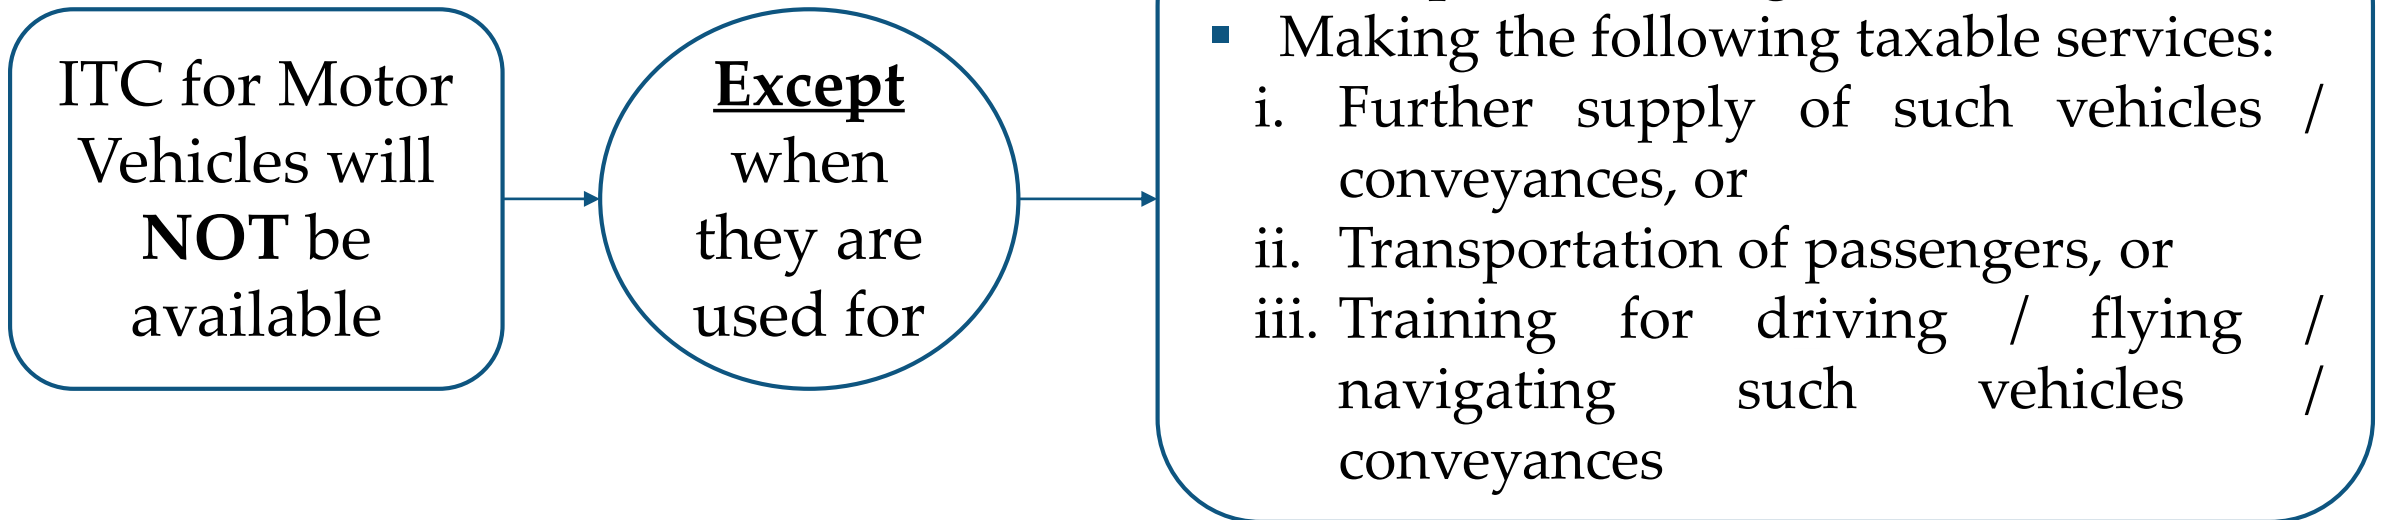 ITC for Motor
Vehicles will
NOT be
available
Except
when
they are
used for
▪ Making the following taxable services:
i. Further supply of such vehicles /
conveyances, or
ii. Transportation of passengers, or
iii. Training for driving / flying /
navigating such vehicles /
conveyances